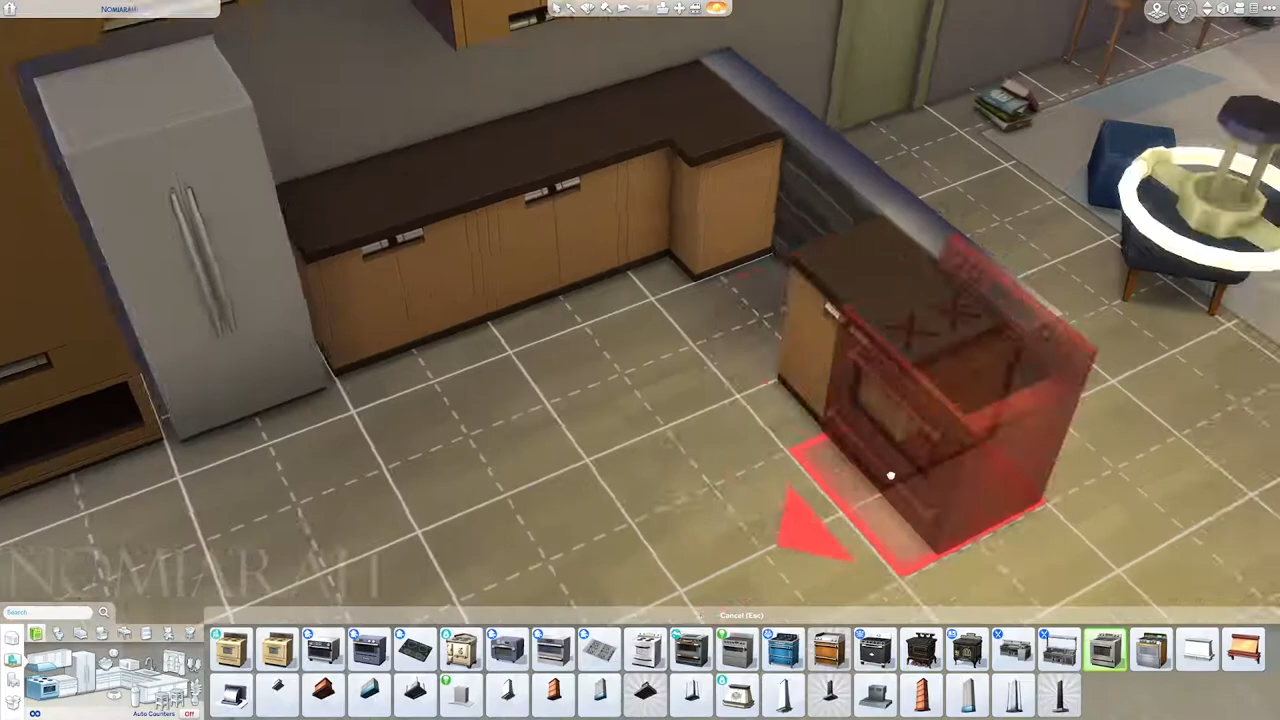 NOMIARAH
NOMIARAH
Cancel (Esc)
Search
Auto Counters
Off